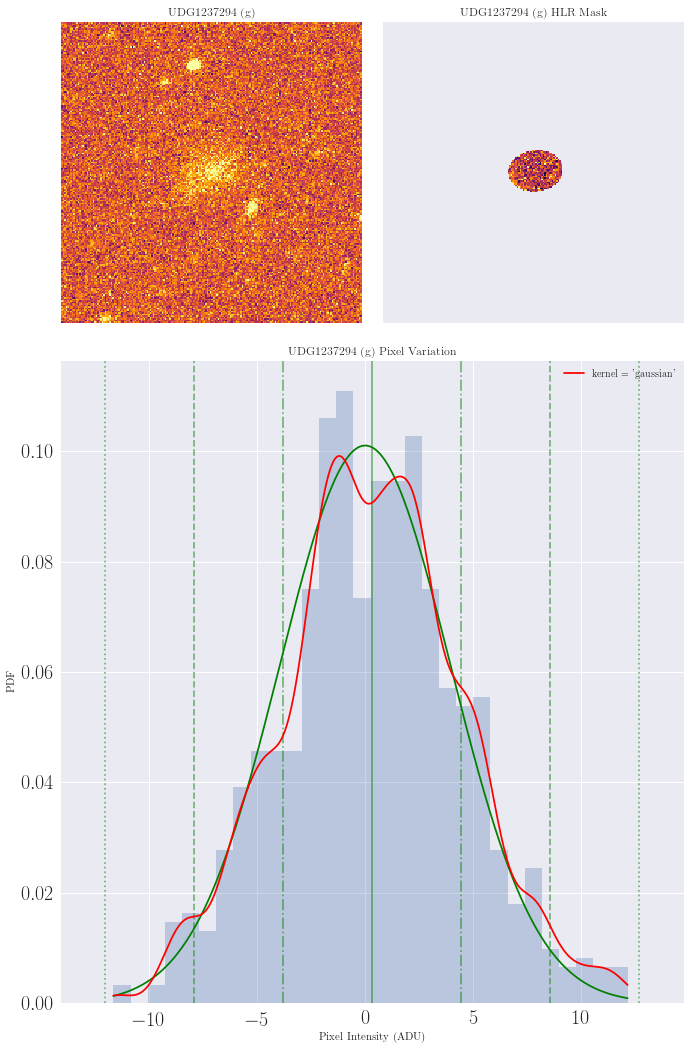 UDG1237294 (g)
UDG1237294 (g) HLR Mask
UDG1237294 (g) Pixel Variation
kernel = 'gaussian'
0.10
0.08
0.06
0.04
0.02
0.00
PDF
−10
−5
0
5
10
Pixel Intensity (ADU)